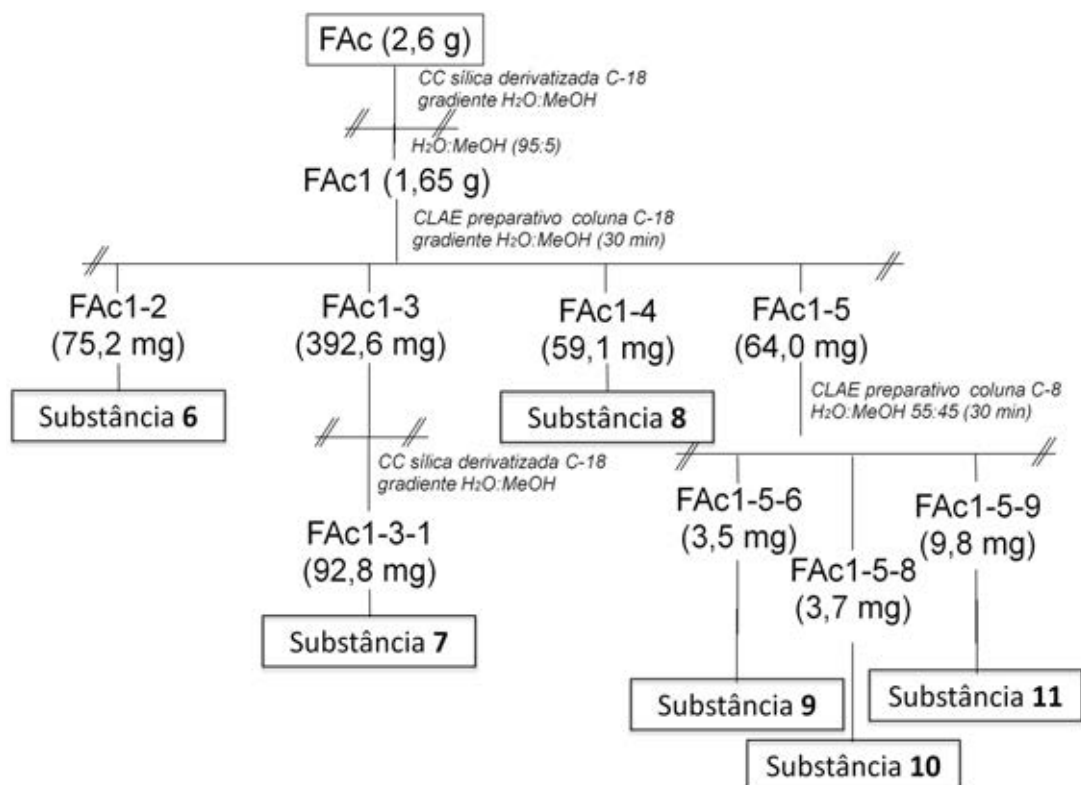 FAc (2,6 g)
CC sílica derivatizada C-18
gradiente H₂O:MeOH
H₂O:MeOH (95:5)
FAc1 (1,65 g)
CLAE preparativo coluna C-18
gradiente H₂O:MeOH (30 min)
FAc1-2
(75,2 mg)
Substância 6
FAc1-3
(392,6 mg)
CC sílica derivatizada C-18
gradiente H₂O:MeOH
FAc1-3-1
(92,8 mg)
Substância 7
FAc1-4
(59,1 mg)
Substância 8
FAc1-5
(64,0 mg)
CLAE preparativo coluna C-8
H₂O:MeOH 55:45 (30 min)
FAc1-5-6
(3,5 mg)
Substância 9
FAc1-5-8
(3,7 mg)
Substância 10
FAc1-5-9
(9,8 mg)
Substância 11